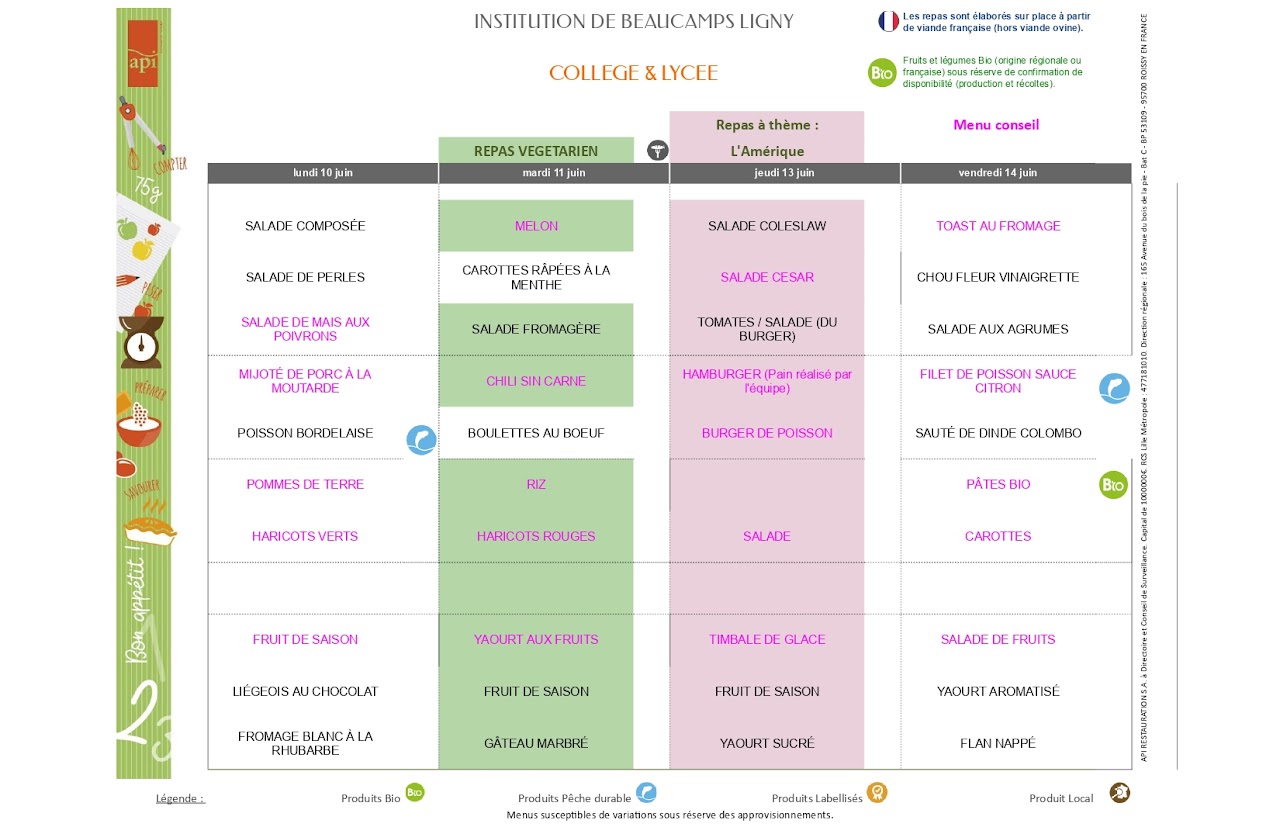 INSTITUTION DE BEAUCAMPS LIGNY
COLLEGE & LYCEE
Les repas sont élaborés sur place à partir
de viande française (hors viande ovine).
Bio
Fruits et légumes Bio (origine régionale ou
française) sous réserve de confirmation de
disponibilité (production et récoltes).
api
COMPTER
75g
PESER
PRÉPARER
SAVOURER
Bon appétit !
1
2
3
REPAS VEGETARIEN
Repas à thème :
L'Amérique
Menu conseil
lundi 10 juin
mardi 11 juin
jeudi 13 juin
vendredi 14 juin
SALADE COMPOSÉE
MELON
SALADE COLESLAW
TOAST AU FROMAGE
SALADE DE PERLES
CAROTTES RÂPÉES À LA
MENTHE
SALADE CESAR
CHOU FLEUR VINAIGRETTE
SALADE DE MAIS AUX
POIVRONS
SALADE FROMAGÈRE
TOMATES / SALADE (DU
BURGER)
SALADE AUX AGRUMES
MIJOTÉ DE PORC À LA
MOUTARDE
CHILI SIN CARNE
HAMBURGER (Pain réalisé par
l'équipe)
FILET DE POISSON SAUCE
CITRON
POISSON BORDELAISE
BOULETTES AU BOEUF
BURGER DE POISSON
SAUTÉ DE DINDE COLOMBO
POMMES DE TERRE
RIZ
PÂTES BIO
Bio
HARICOTS VERTS
HARICOTS ROUGES
SALADE
CAROTTES
FRUIT DE SAISON
YAOURT AUX FRUITS
TIMBALE DE GLACE
SALADE DE FRUITS
LIÉGEOIS AU CHOCOLAT
FRUIT DE SAISON
FRUIT DE SAISON
YAOURT AROMATISÉ
FROMAGE BLANC À LA
RHUBARBE
GÂTEAU MARBRÉ
YAOURT SUCRÉ
FLAN NAPPÉ
API RESTAURATION S.A. à Directoire et Conseil de Surveillance. Capital de 1000000€. RCS Lille Métropole : 477181010. Direction régionale : 165 Avenue du bois de la pie - Bat C - BP 53109 - 95700 ROISSY EN FRANCE
Légende :
Produits Bio
Bio
Produits Pêche durable
Produits Labellisés
Produit Local
Menus susceptibles de variations sous réserve des approvisionnements.